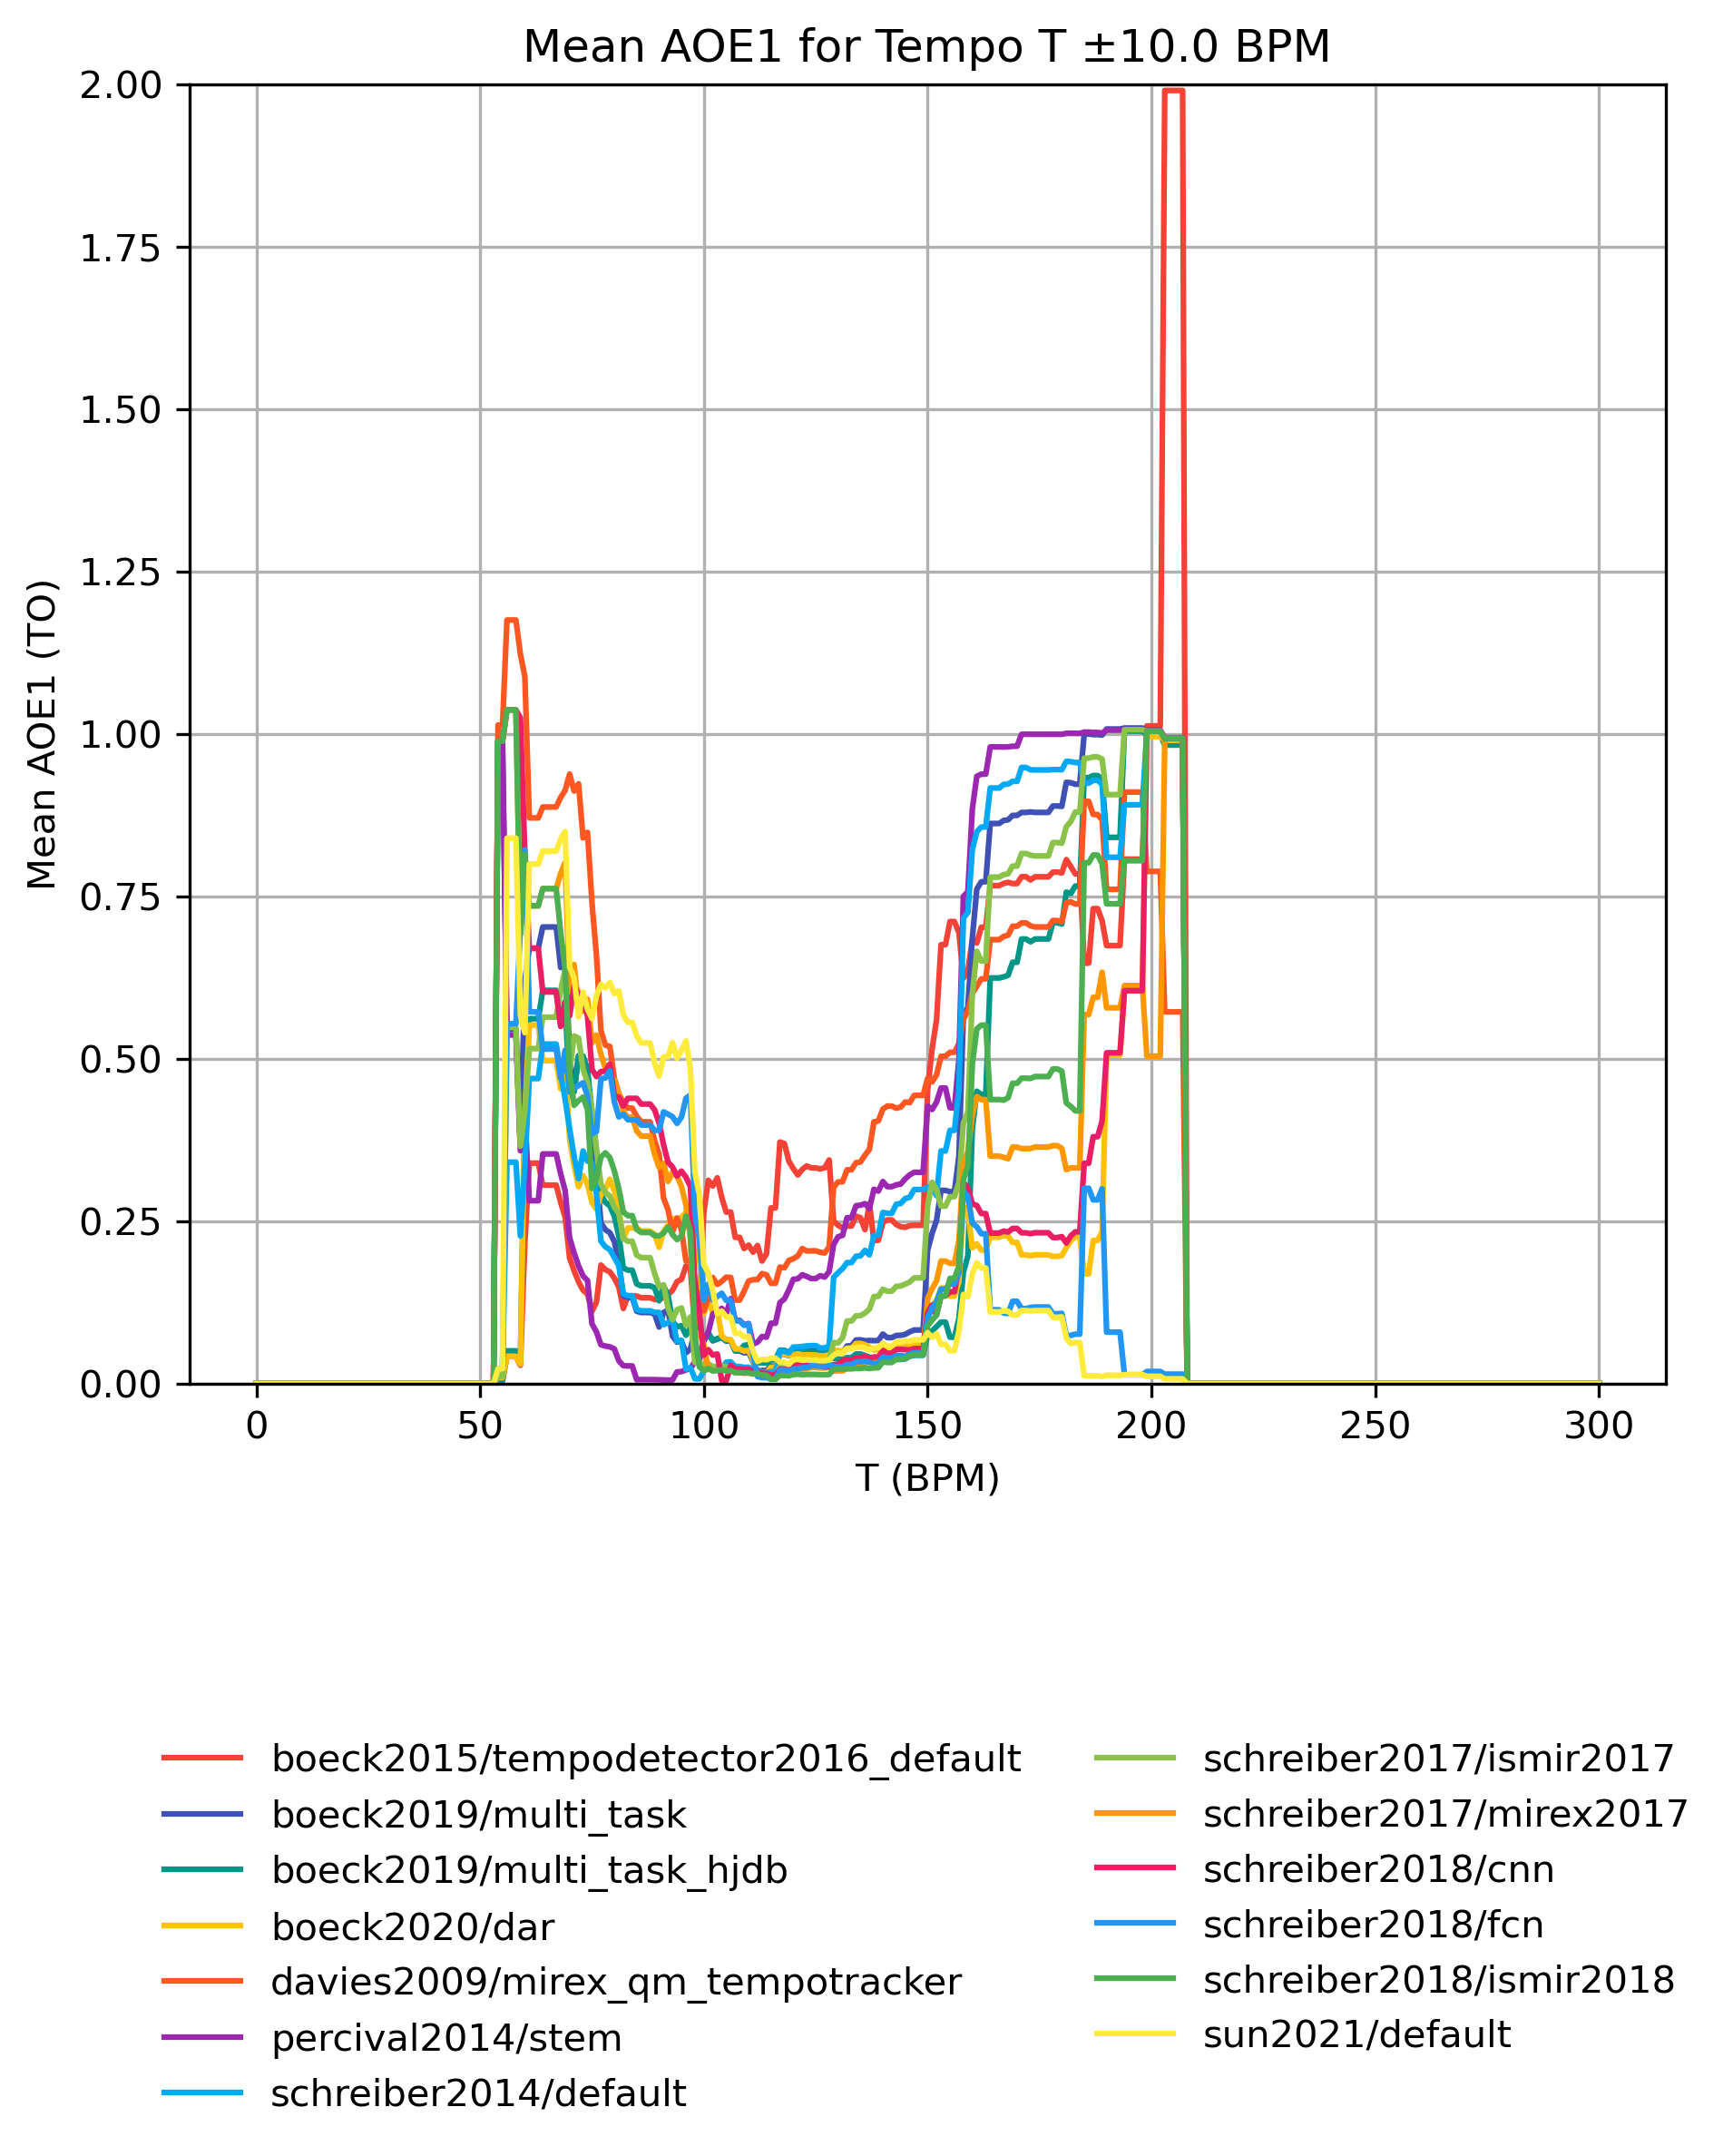 Mean AOE1 for Tempo T ±10.0 BPM
2.00
1.75
1.50
1.25
1.00
0.75
0.50
0.25
0.00
Mean AOE1 (TO)
0 50 100 150 200 250 300
T (BPM)
boeck2015/tempodetector2016_default
boeck2019/multi_task
boeck2019/multi_task_hjdb
boeck2020/dar
davies2009/mirex_qm_tempotracker
percival2014/stem
schreiber2014/default
schreiber2017/ismir2017
schreiber2017/mirex2017
schreiber2018/cnn
schreiber2018/fcn
schreiber2018/ismir2018
sun2021/default